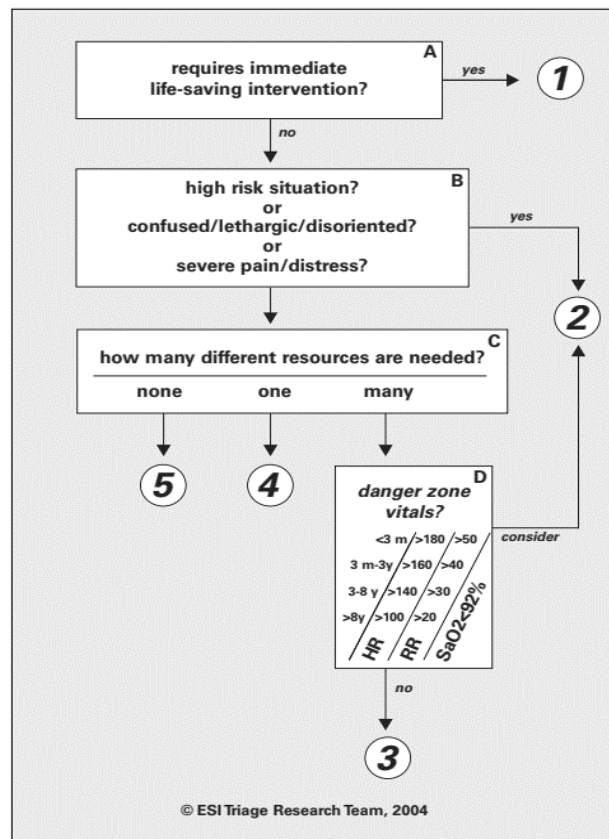 A
requires immediate
life-saving intervention?
yes
1
no
B
high risk situation?
or
confused/lethargic/disoriented?
or
severe pain/distress?
yes
2
C
how many different resources are needed?
none one many
5 4
D
danger zone
vitals?
<3 m >180 >50
3 m-3y >160 >40
3-8 y >140 >30
>8y >100 >20
HR RR SaO2<92%
consider
no
3
© ESI Triage Research Team, 2004